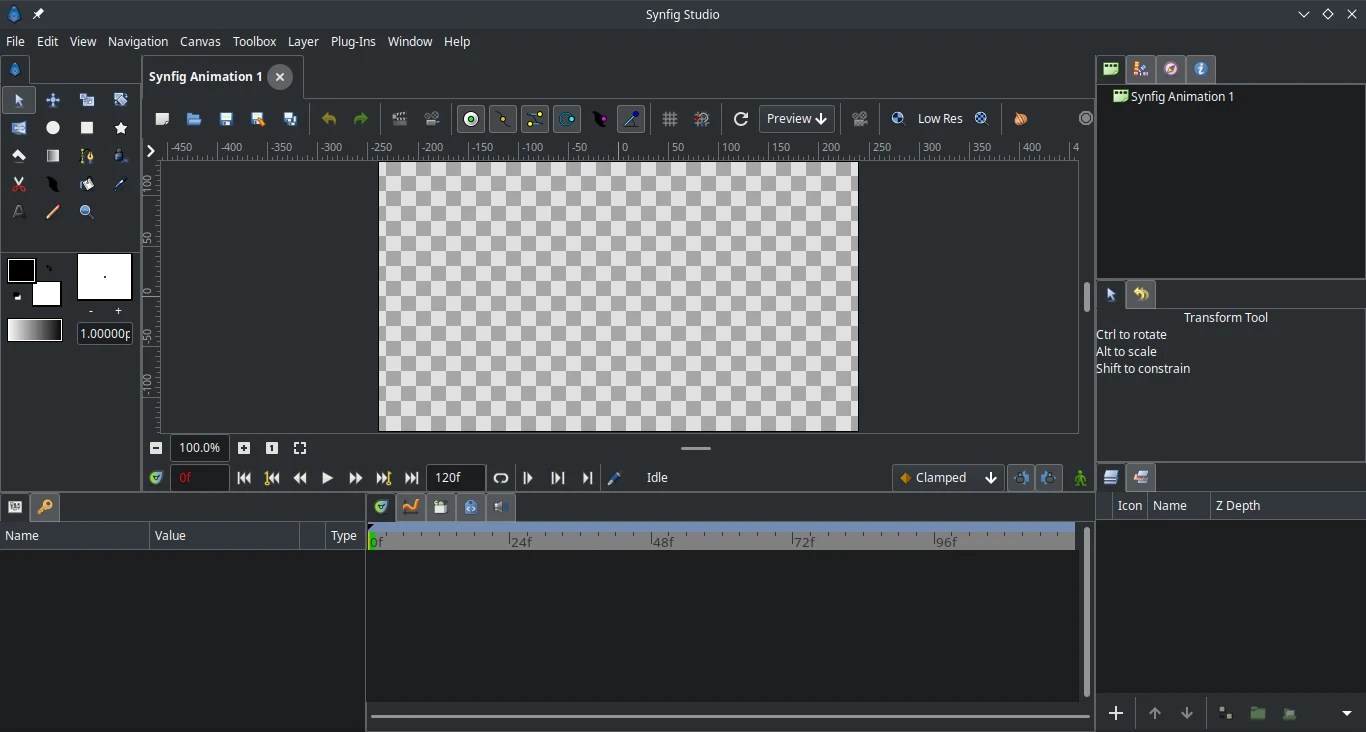 Synfig Studio
File Edit View Navigation Canvas Toolbox Layer Plug-Ins Window Help
Synfig Animation 1
Preview
Low Res
-450 -400 -350 -300 -250 -200 -150 -100 -50 0 50 100 150 200 250 300 350 400 4
100
50
0
-50
-100
1.00000p
100.0%
0f
120f
Idle
Clamped
Name Value Type
0f 24f 48f 72f 96f
Synfig Animation 1
Transform Tool
Ctrl to rotate
Alt to scale
Shift to constrain
Icon Name Z Depth